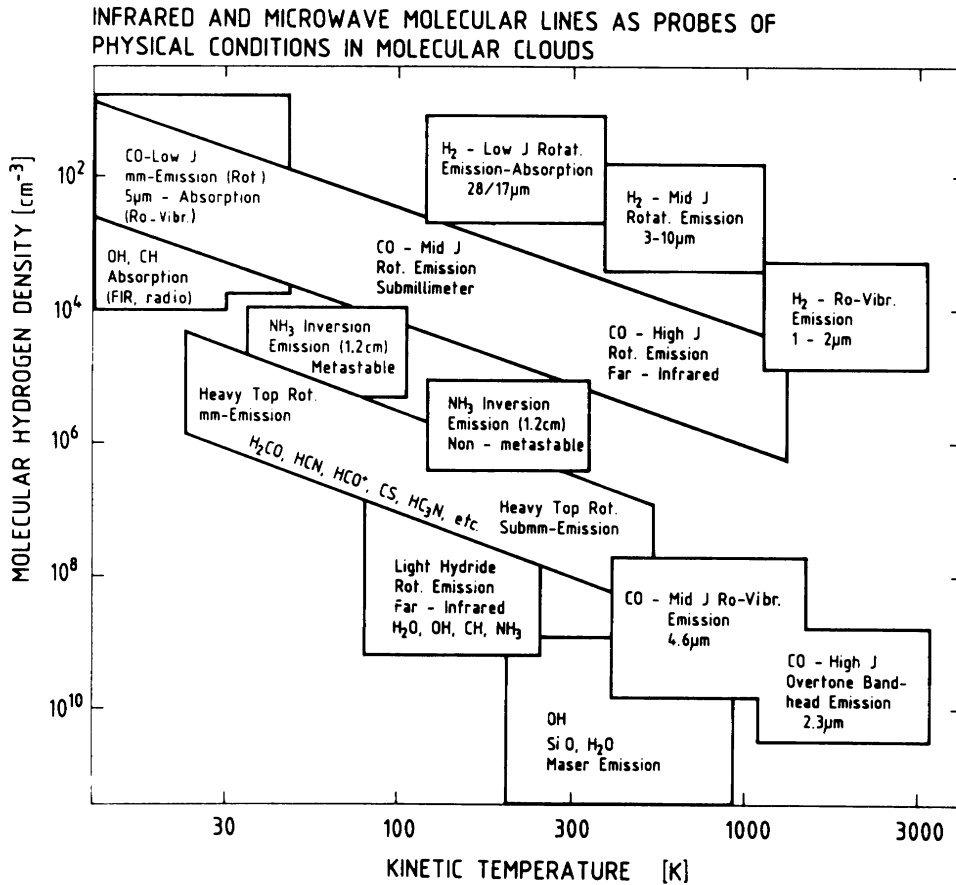 INFRARED AND MICROWAVE MOLECULAR LINES AS PROBES OF
PHYSICAL CONDITIONS IN MOLECULAR CLOUDS
MOLECULAR HYDROGEN DENSITY [cm⁻³]
10²
10⁴
10⁶
10⁸
10¹⁰
CO-Low J
mm-Emission (Rot)
5µm - Absorption
(Ro-Vibr.)
H₂ - Low J Rotat.
Emission-Absorption
28/17µm
H₂ - Mid J
Rotat. Emission
3-10µm
OH, CH
Absorption
(FIR, radio)
CO - Mid J
Rot. Emission
Submillimeter
H₂ - Ro-Vibr.
Emission
1 - 2µm
NH₃ Inversion
Emission (1.2cm)
Metastable
CO - High J
Rot. Emission
Far - Infrared
Heavy Top Rot.
mm-Emission
NH₃ Inversion
Emission (1.2cm)
Non - metastable
H₂CO, HCN, HCO⁺, CS, HC₃N, etc.
Heavy Top Rot.
Submm-Emission
Light Hydride
Rot. Emission
Far - Infrared
H₂O, OH, CH, NH₃
CO - Mid J Ro-Vibr.
Emission
4.6µm
CO - High J
Overtone Band-
head Emission
2.3µm
OH
SiO, H₂O
Maser Emission
30
100
300
1000
3000
KINETIC TEMPERATURE [K]